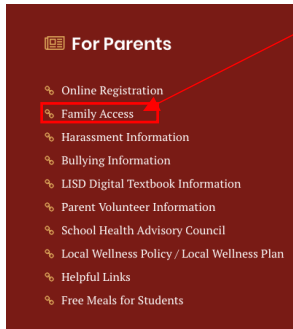 For Parents
Online Registration
Family Access
Harassment Information
Bullying Information
LISD Digital Textbook Information
Parent Volunteer Information
School Health Advisory Council
Local Wellness Policy / Local Wellness Plan
Helpful Links
Free Meals for Students